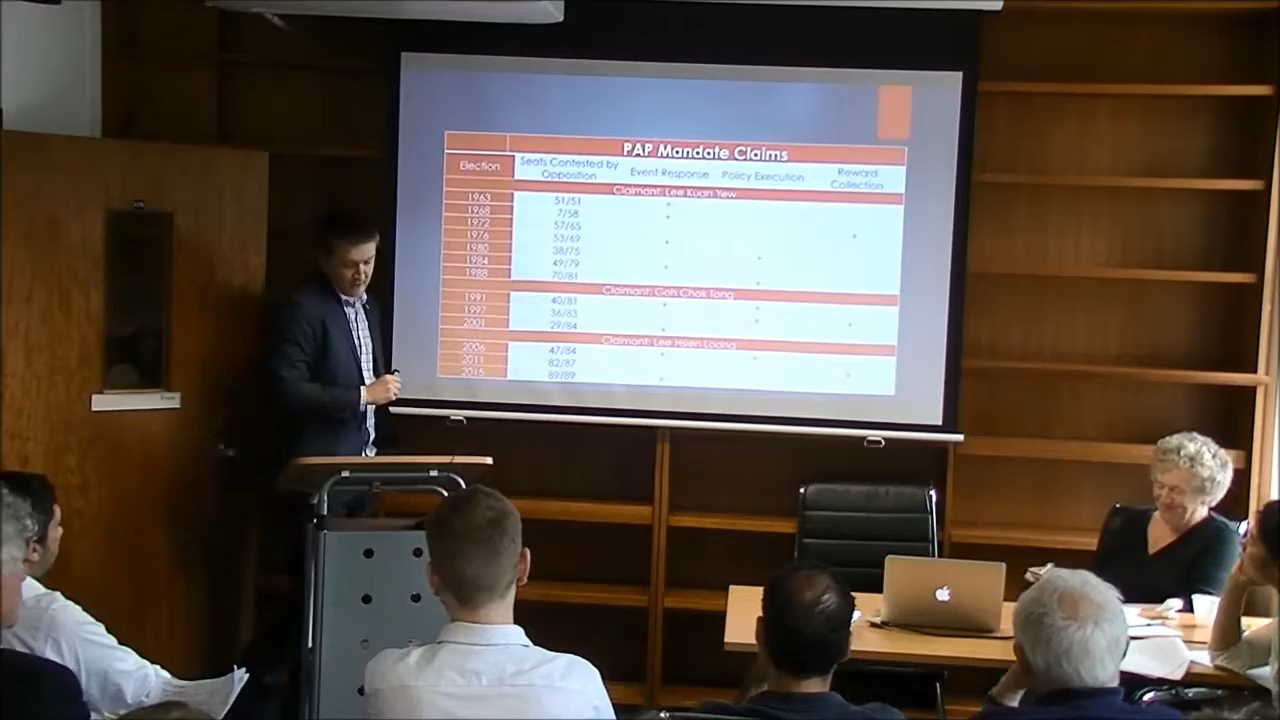 PAP Mandate Claims
Election Seats Contested by Opposition Event Response Policy Execution Reward Collection
Claimant: Lee Kuan Yew
1963 51/51 +
1968 7/58 +
1972 57/65
1976 53/69 + +
1980 38/75
1984 49/79 + +
1988 70/81 +
Claimant: Goh Chok Tong
1991 40/81 +
1997 36/83 +
2001 29/84 + +
Claimant: Lee Hsien Loong
2006 47/84 + +
2011 82/87
2015 89/89 + +